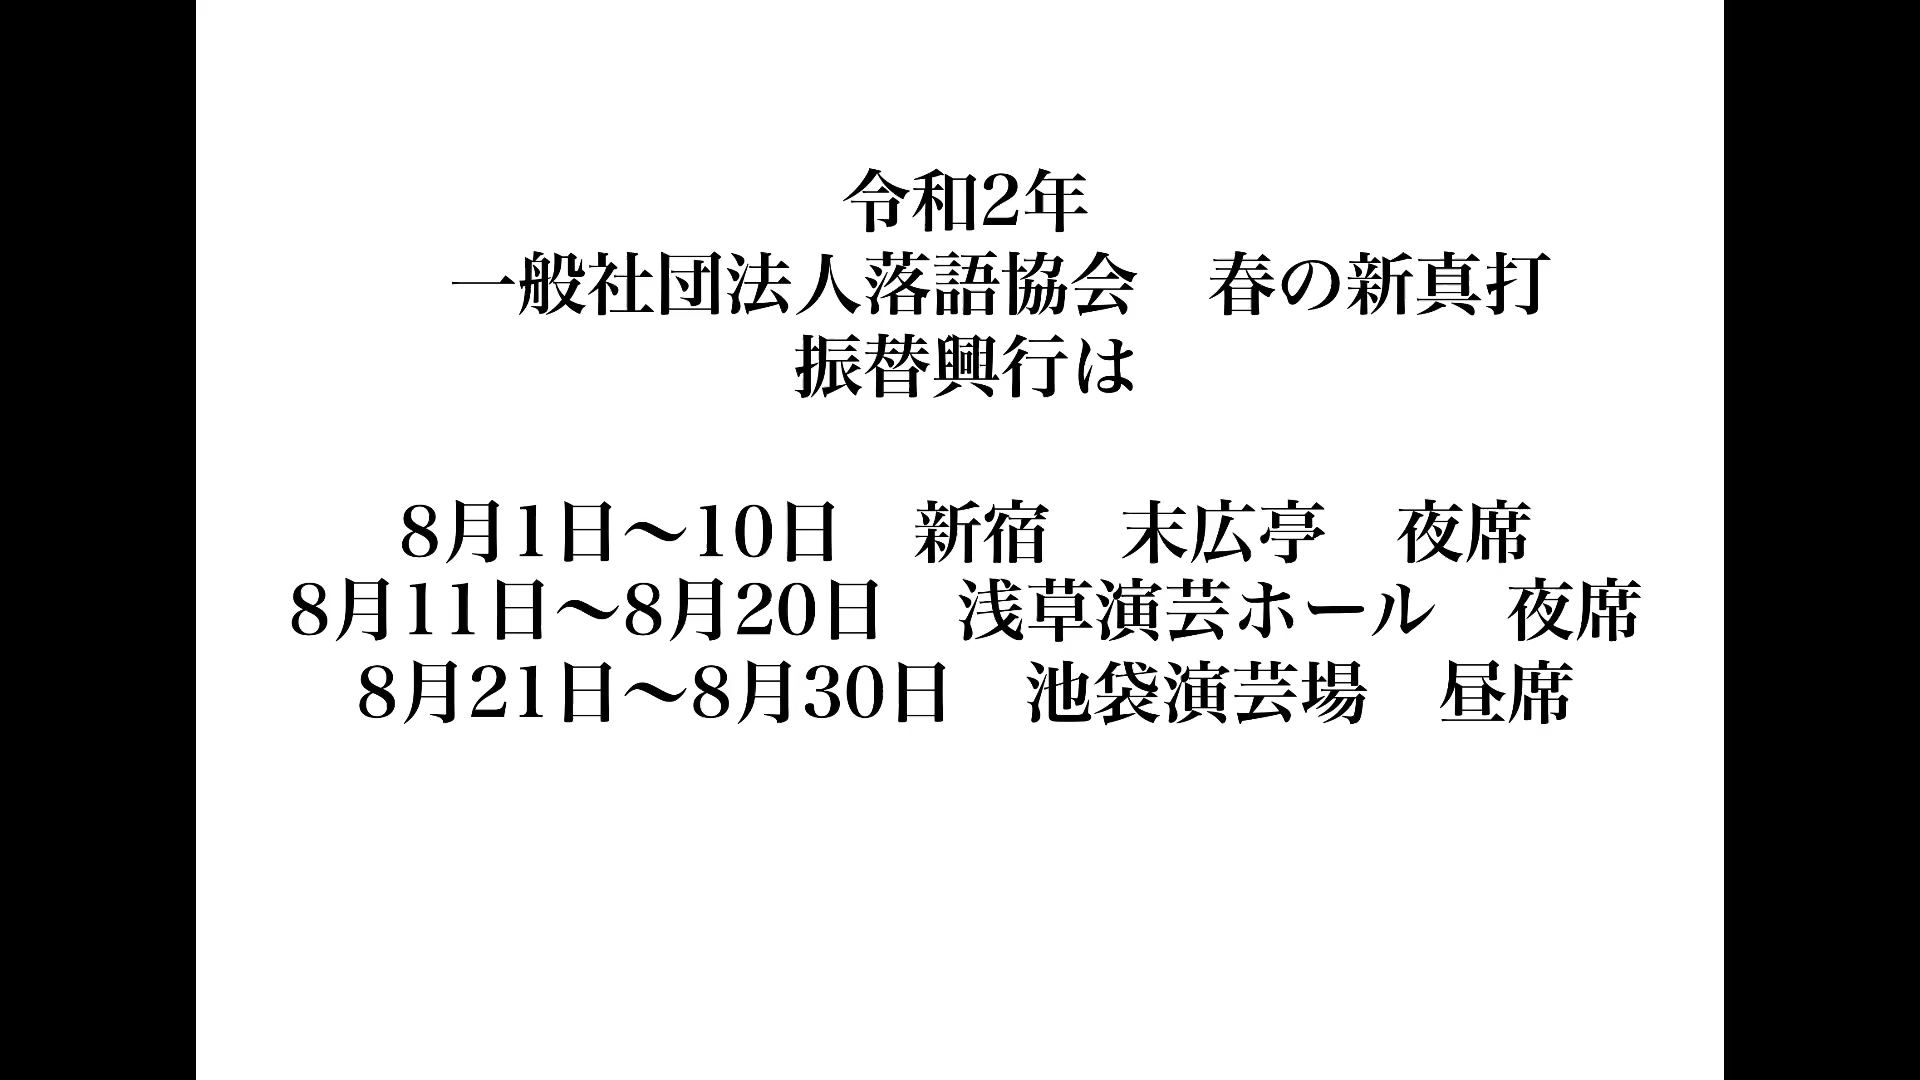 令和2年
一般社団法人落語協会　春の新真打
振替興行は
8月1日〜10日　新宿　末広亭　夜席
8月11日〜8月20日　浅草演芸ホール　夜席
8月21日〜8月30日　池袋演芸場　昼席